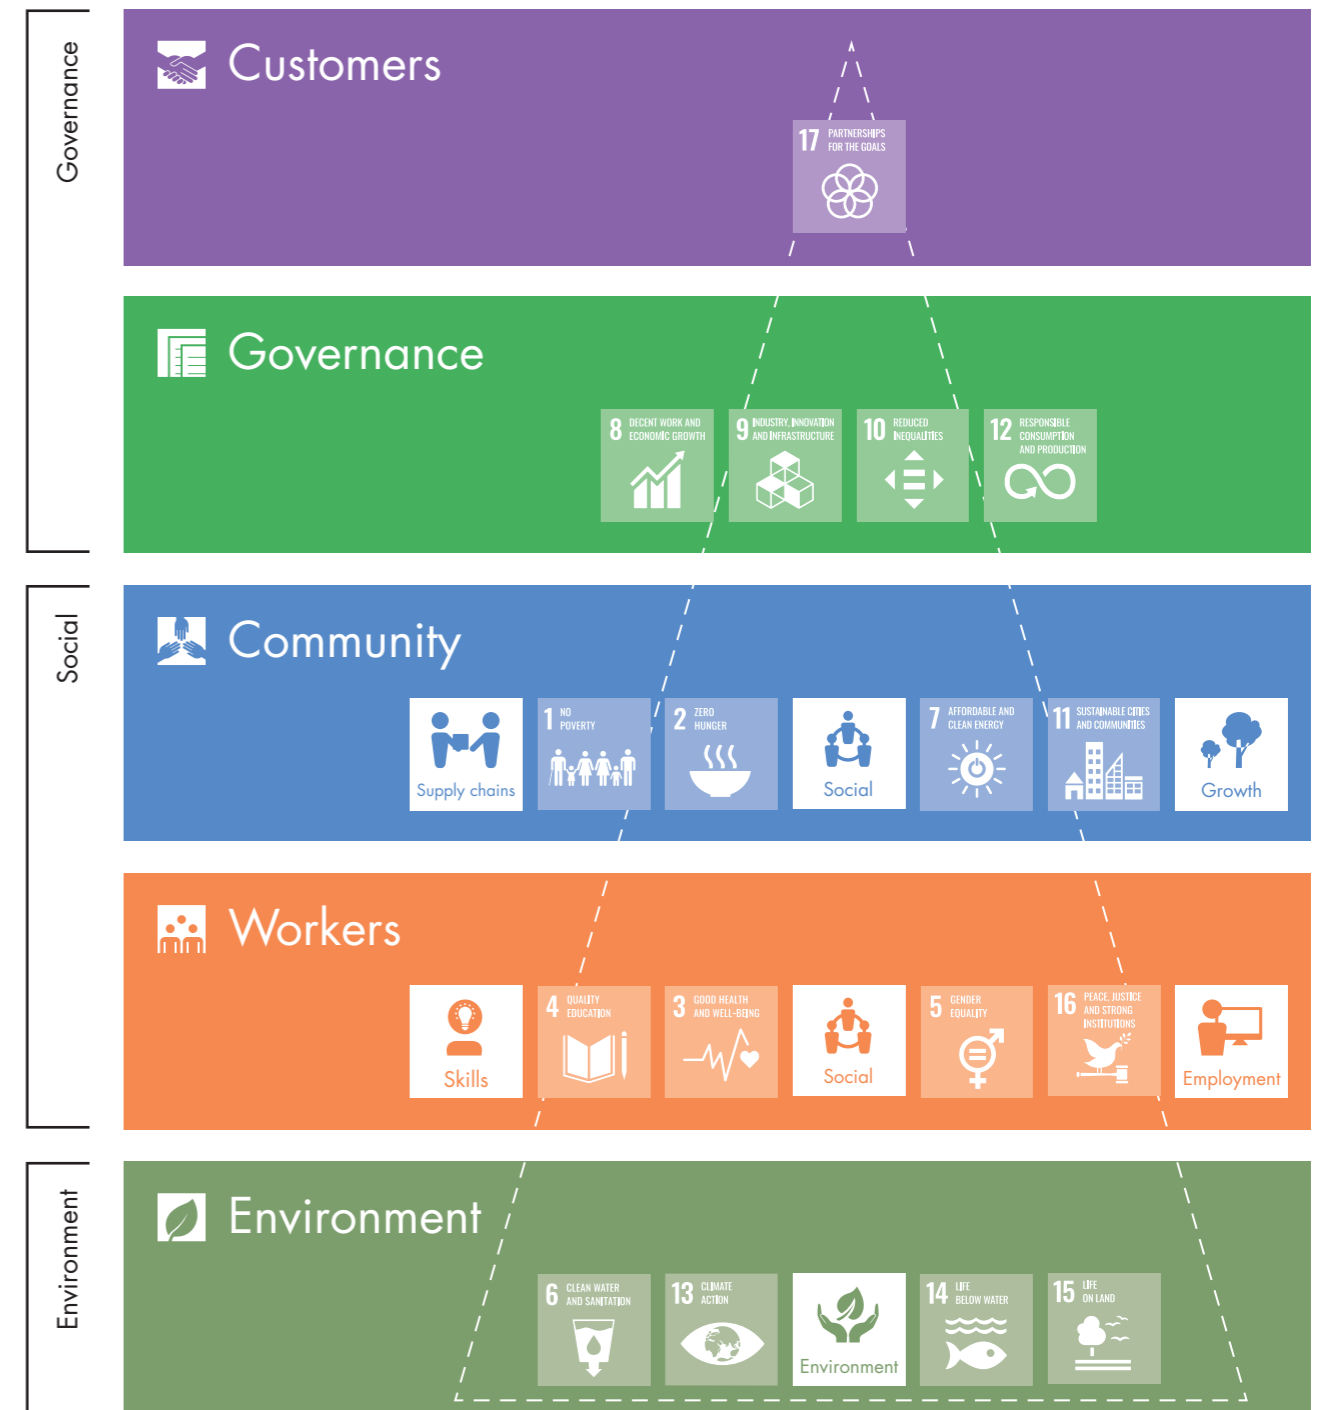 Governance
Customers
17 PARTNERSHIPS
FOR THE GOALS
Governance
8 DECENT WORK AND
ECONOMIC GROWTH
9 INDUSTRY, INNOVATION
AND INFRASTRUCTURE
10 REDUCED
INEQUALITIES
12 RESPONSIBLE
CONSUMPTION
AND PRODUCTION
Social
Community
Supply chains
1 NO
POVERTY
2 ZERO
HUNGER
Social
7 AFFORDABLE AND
CLEAN ENERGY
11 SUSTAINABLE CITIES
AND COMMUNITIES
Growth
Workers
Skills
4 QUALITY
EDUCATION
3 GOOD HEALTH
AND WELL-BEING
Social
5 GENDER
EQUALITY
16 PEACE, JUSTICE
AND STRONG
INSTITUTIONS
Employment
Environment
Environment
6 CLEAN WATER
AND SANITATION
13 CLIMATE
ACTION
Environment
14 LIFE
BELOW WATER
15 LIFE
ON LAND